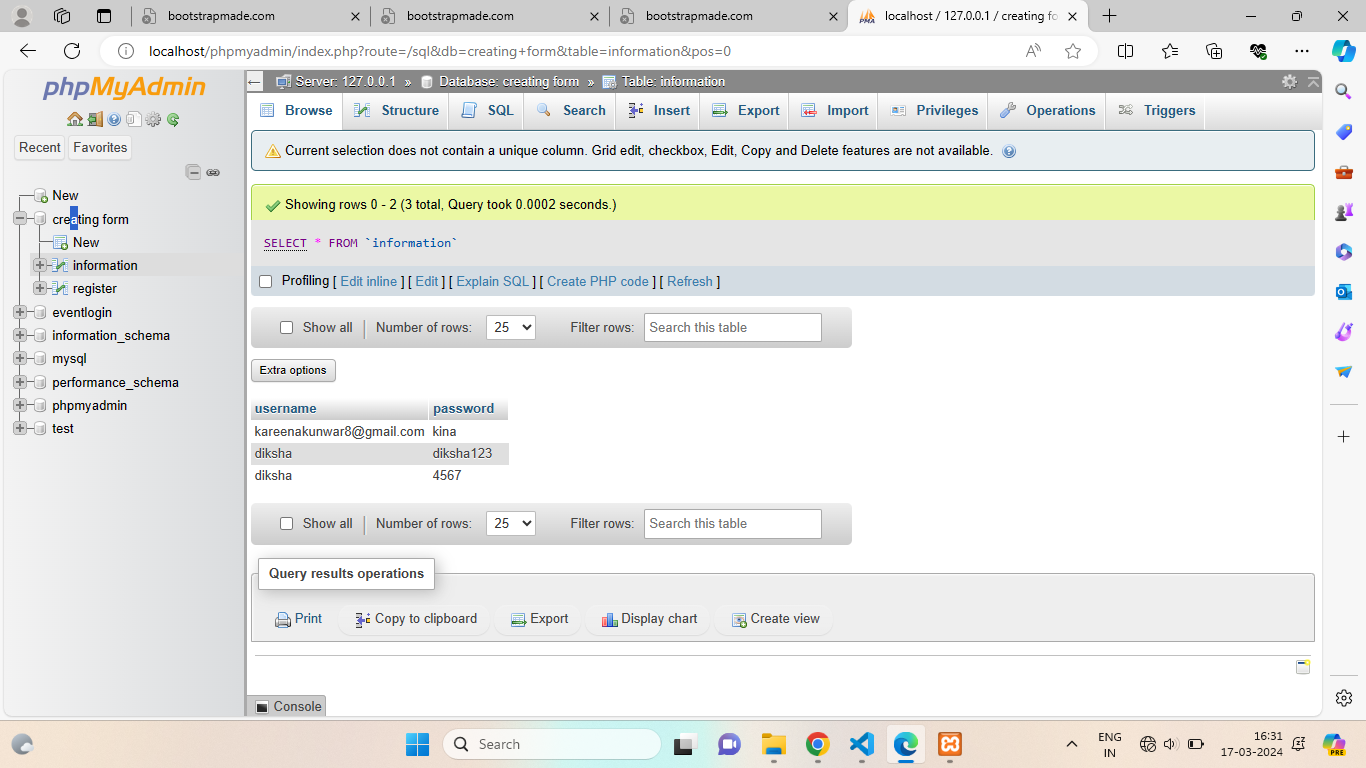 bootstrapmade.com
bootstrapmade.com
bootstrapmade.com
localhost / 127.0.0.1 / creating fo
localhost/phpmyadmin/index.php?route=/sql&db=creating+form&table=information&pos=0
phpMyAdmin
Recent Favorites
New
creating form
New
information
register
eventlogin
information_schema
mysql
performance_schema
phpmyadmin
test
Server: 127.0.0.1 » Database: creating form » Table: information
Browse Structure SQL Search Insert Export Import Privileges Operations Triggers
Current selection does not contain a unique column. Grid edit, checkbox, Edit, Copy and Delete features are not available.
Showing rows 0 - 2 (3 total, Query took 0.0002 seconds.)
SELECT * FROM `information`
Profiling [ Edit inline ] [ Edit ] [ Explain SQL ] [ Create PHP code ] [ Refresh ]
Show all | Number of rows: 25 Filter rows: Search this table
Extra options
username password
kareenakunwar8@gmail.com kina
diksha diksha123
diksha 4567
Show all | Number of rows: 25 Filter rows: Search this table
Query results operations
Print Copy to clipboard Export Display chart Create view
Console
Search
ENG
IN
16:31
17-03-2024
PRE